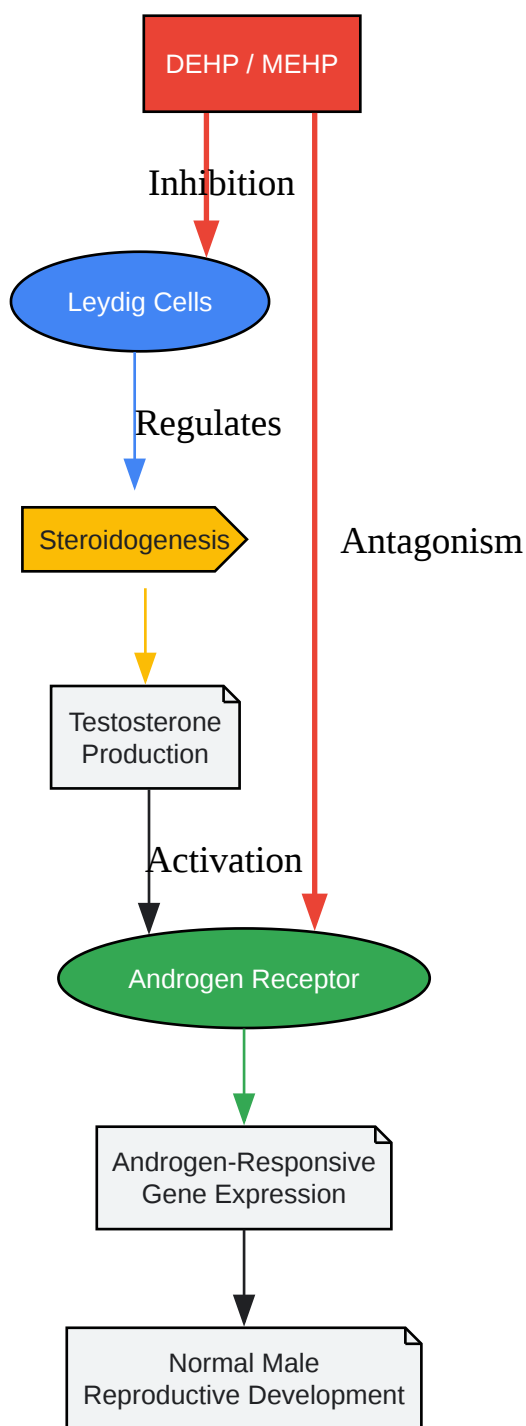 DEHP / MEHP
Inhibition
Leydig Cells
Regulates
Steroidogenesis
Antagonism
Testosterone
Production
Activation
Androgen Receptor
Androgen-Responsive
Gene Expression
Normal Male
Reproductive Development